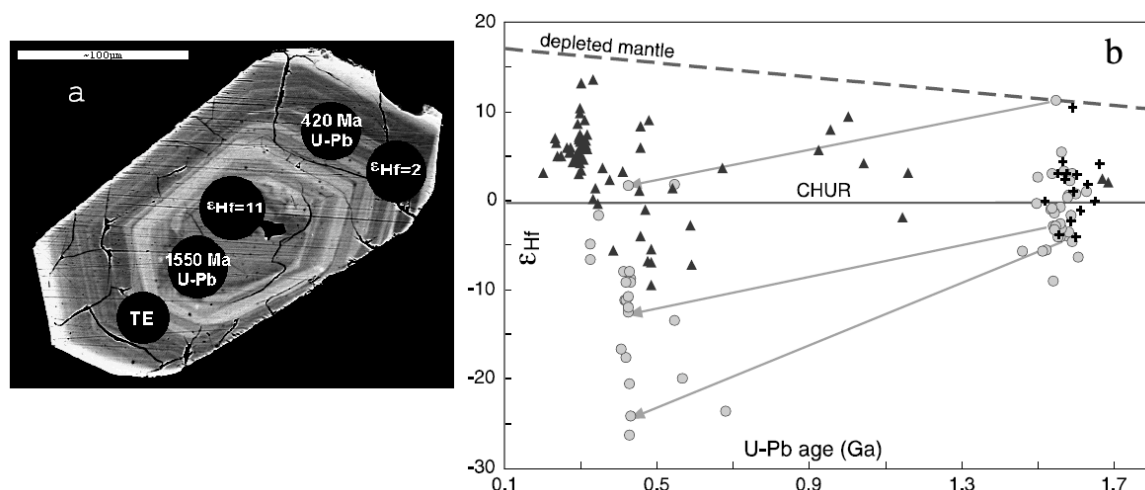 ~100µm
a
420 Ma
U-Pb
εHf=2
εHf=11
1550 Ma
U-Pb
TE
b
20
10
0
-10
-20
-30
εHf
depleted mantle
CHUR
U-Pb age (Ga)
0.1
0.5
0.9
1.3
1.7